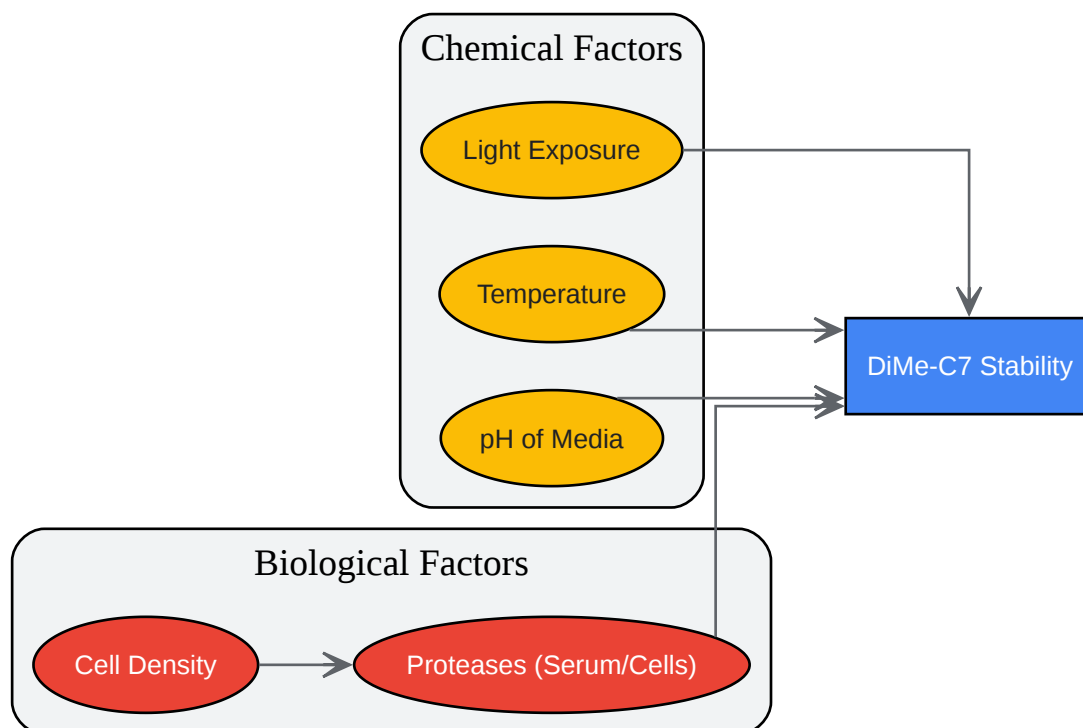 Chemical Factors
Light Exposure
Temperature
DiMe-C7 Stability
pH of Media
Biological Factors
Cell Density
Proteases (Serum/Cells)